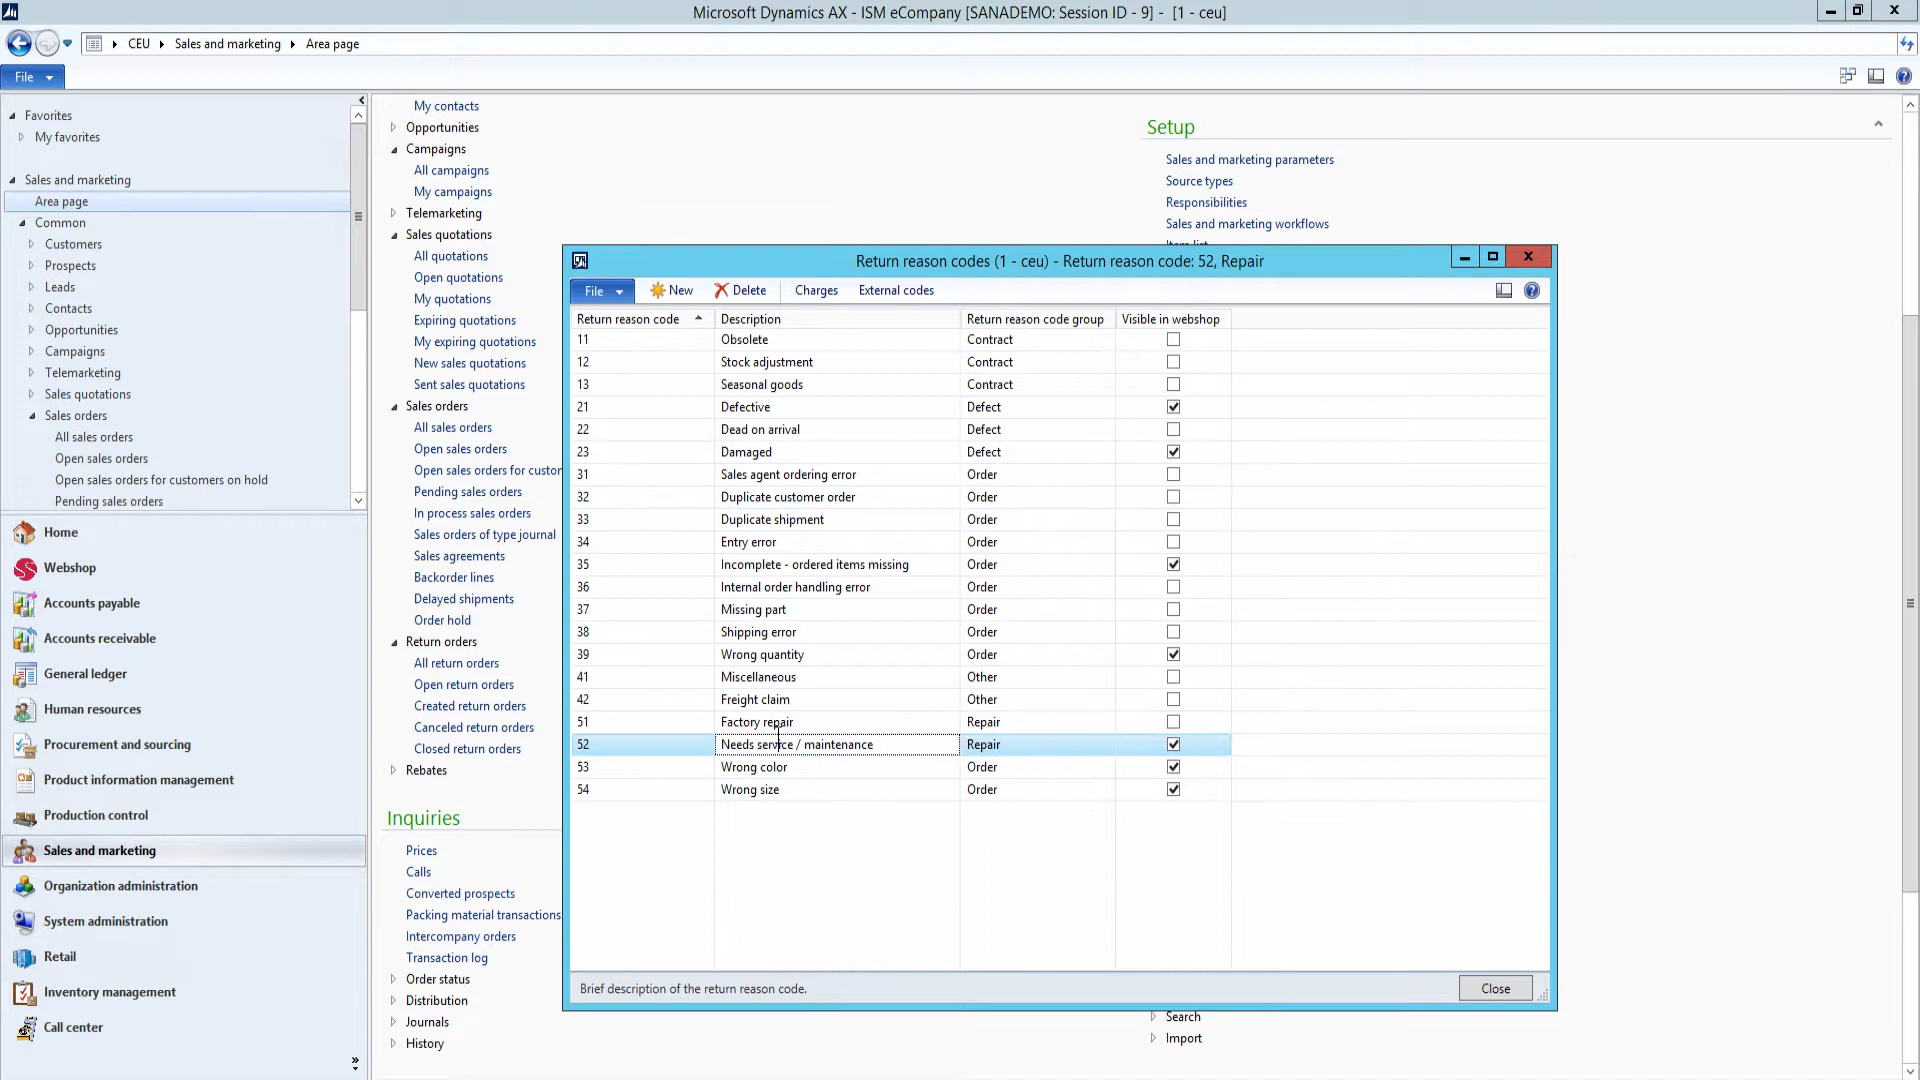 Microsoft Dynamics AX - ISM eCompany [SANADEMO: Session ID - 9] - [1 - ceu]
CEU Sales and marketing Area page
File
Favorites
My favorites
Sales and marketing
Area page
Common
Customers
Prospects
Leads
Contacts
Opportunities
Campaigns
Telemarketing
Sales quotations
Sales orders
All sales orders
Open sales orders
Open sales orders for customers on hold
Pending sales orders
Home
Webshop
Accounts payable
Accounts receivable
General ledger
Human resources
Procurement and sourcing
Product information management
Production control
Sales and marketing
Organization administration
System administration
Retail
Inventory management
Call center
My contacts
Opportunities
Campaigns
All campaigns
My campaigns
Telemarketing
Sales quotations
All quotations
Open quotations
My quotations
Expiring quotations
My expiring quotations
New sales quotations
Sent sales quotations
Sales orders
All sales orders
Open sales orders
Open sales orders for custor
Pending sales orders
In process sales orders
Sales orders of type journal
Sales agreements
Backorder lines
Delayed shipments
Order hold
Return orders
All return orders
Open return orders
Created return orders
Canceled return orders
Closed return orders
Rebates
Inquiries
Prices
Calls
Converted prospects
Packing material transactions
Intercompany orders
Transaction log
Order status
Distribution
Journals
History
Setup
Sales and marketing parameters
Source types
Responsibilities
Sales and marketing workflows
Return reason codes (1 - ceu) - Return reason code: 52, Repair
File New Delete Charges External codes
Return reason code Description Return reason code group Visible in webshop
11 Obsolete Contract
12 Stock adjustment Contract
13 Seasonal goods Contract
21 Defective Defect
22 Dead on arrival Defect
23 Damaged Defect
31 Sales agent ordering error Order
32 Duplicate customer order Order
33 Duplicate shipment Order
34 Entry error Order
35 Incomplete - ordered items missing Order
36 Internal order handling error Order
37 Missing part Order
38 Shipping error Order
39 Wrong quantity Order
41 Miscellaneous Other
42 Freight claim Other
51 Factory repair Repair
52 Needs service / maintenance Repair
53 Wrong color Order
54 Wrong size Order
Brief description of the return reason code.
Close
Search
Import